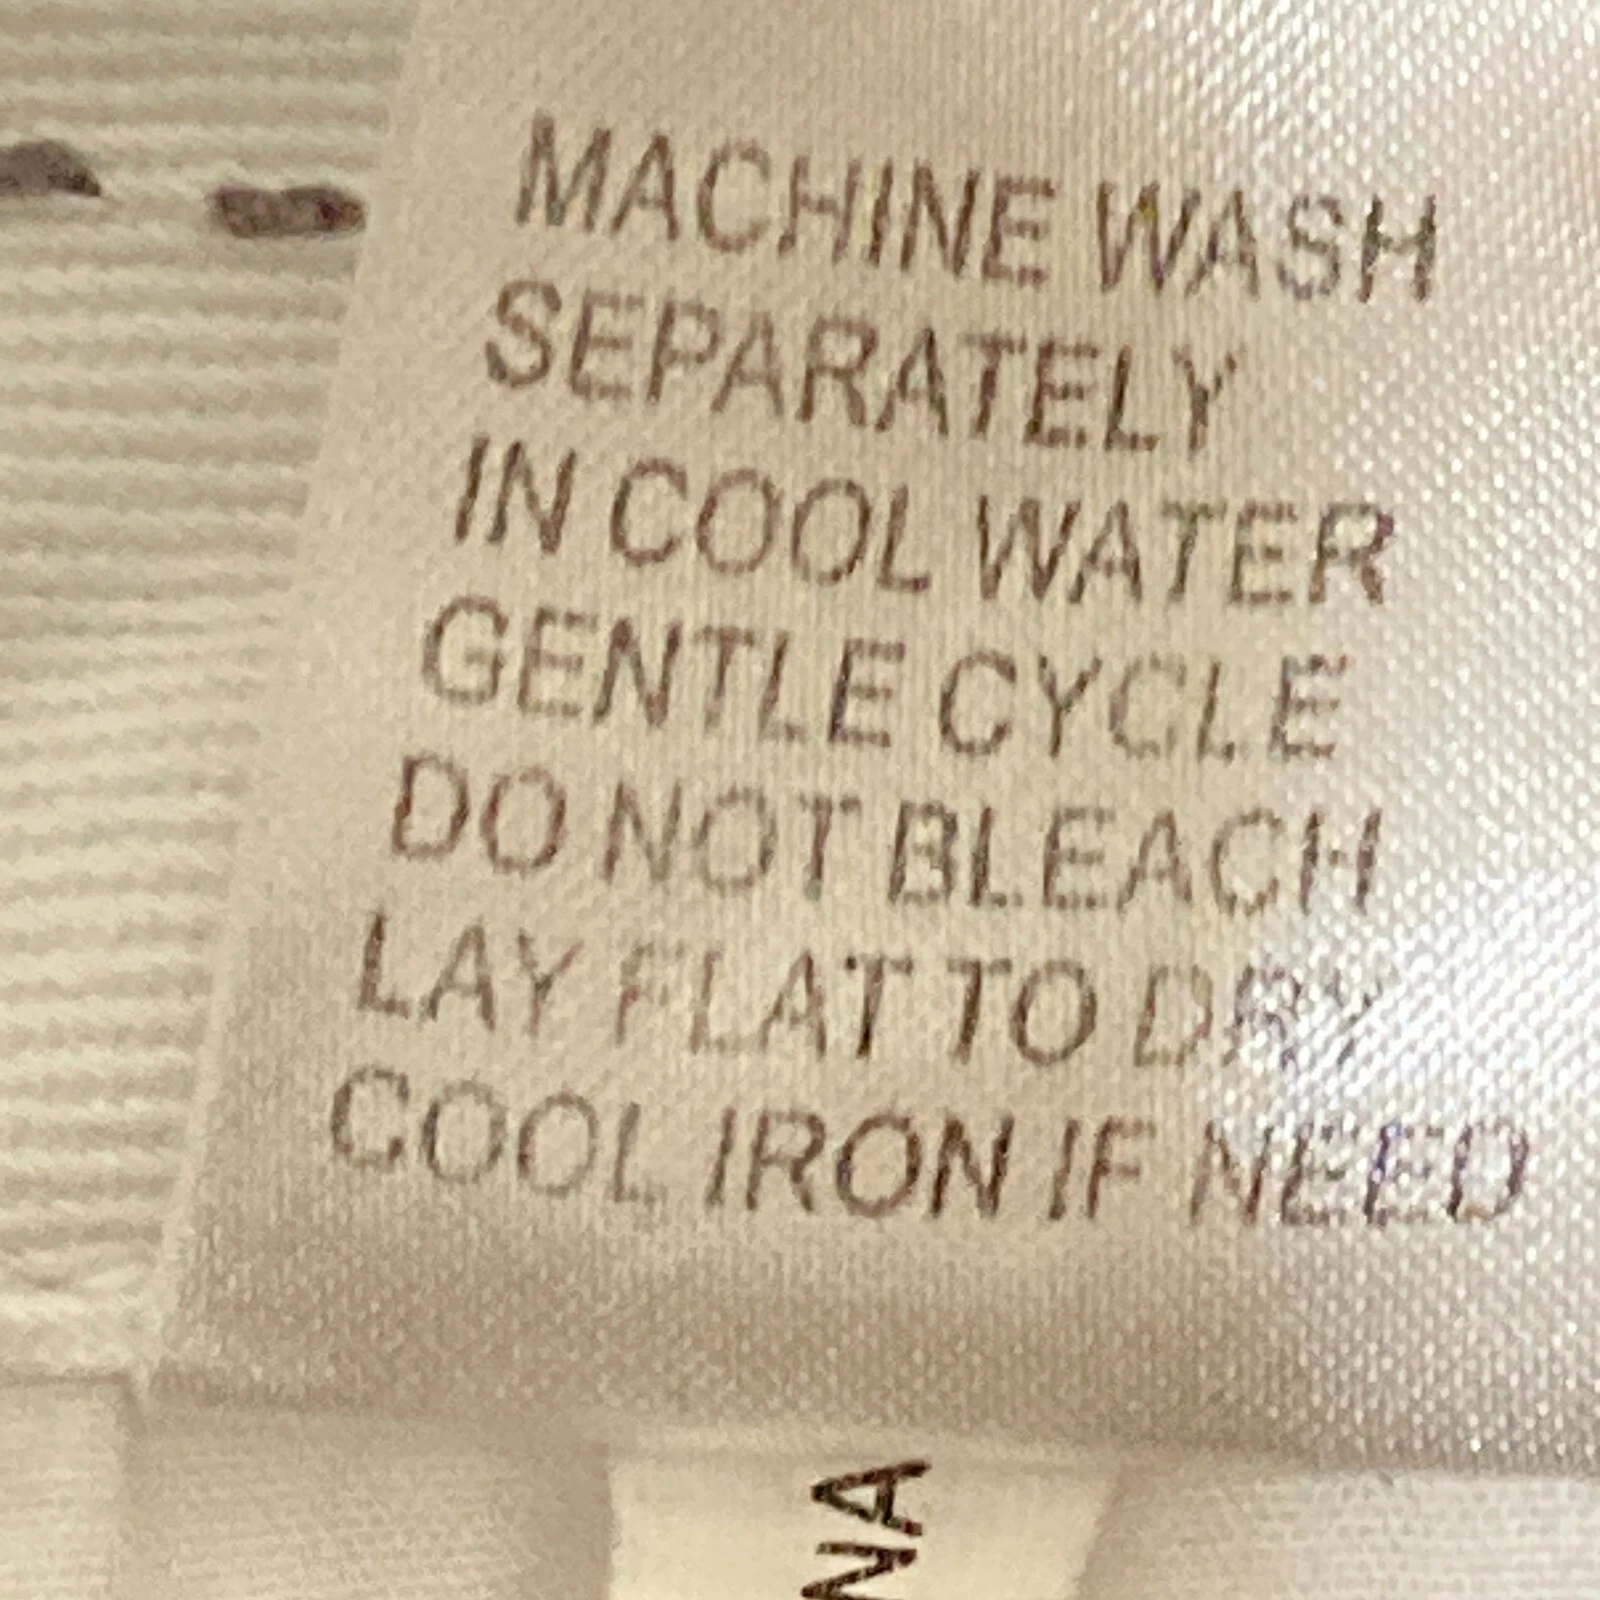 MACHINE WASH
SEPARATELY
IN COOL WATER
GENTLE CYCLE
DO NOT BLEACH
LAY FLAT TO DRY
COOL IRON IF NEED
NA